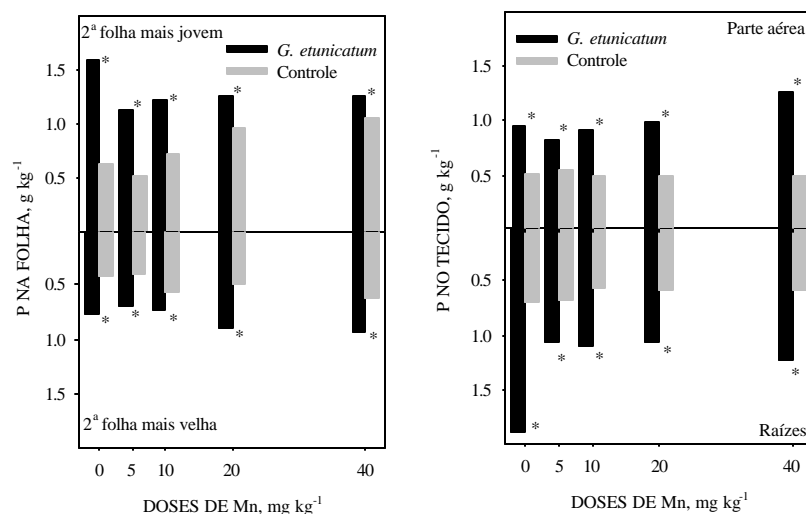 2ª folha mais jovem
G. etunicatum
Controle
1.5
1.0
0.5
0.5
1.0
1.5
* * * * *
* * * * *
P NA FOLHA, g kg⁻¹
2ª folha mais velha
0 5 10 20 40
DOSES DE Mn, mg kg⁻¹
Parte aérea
G. etunicatum
Controle
1.5
1.0
0.5
0.5
1.0
1.5
* * * * *
* * * * *
P NO TECIDO, g kg⁻¹
Raízes
0 5 10 20 40
DOSES DE Mn, mg kg⁻¹